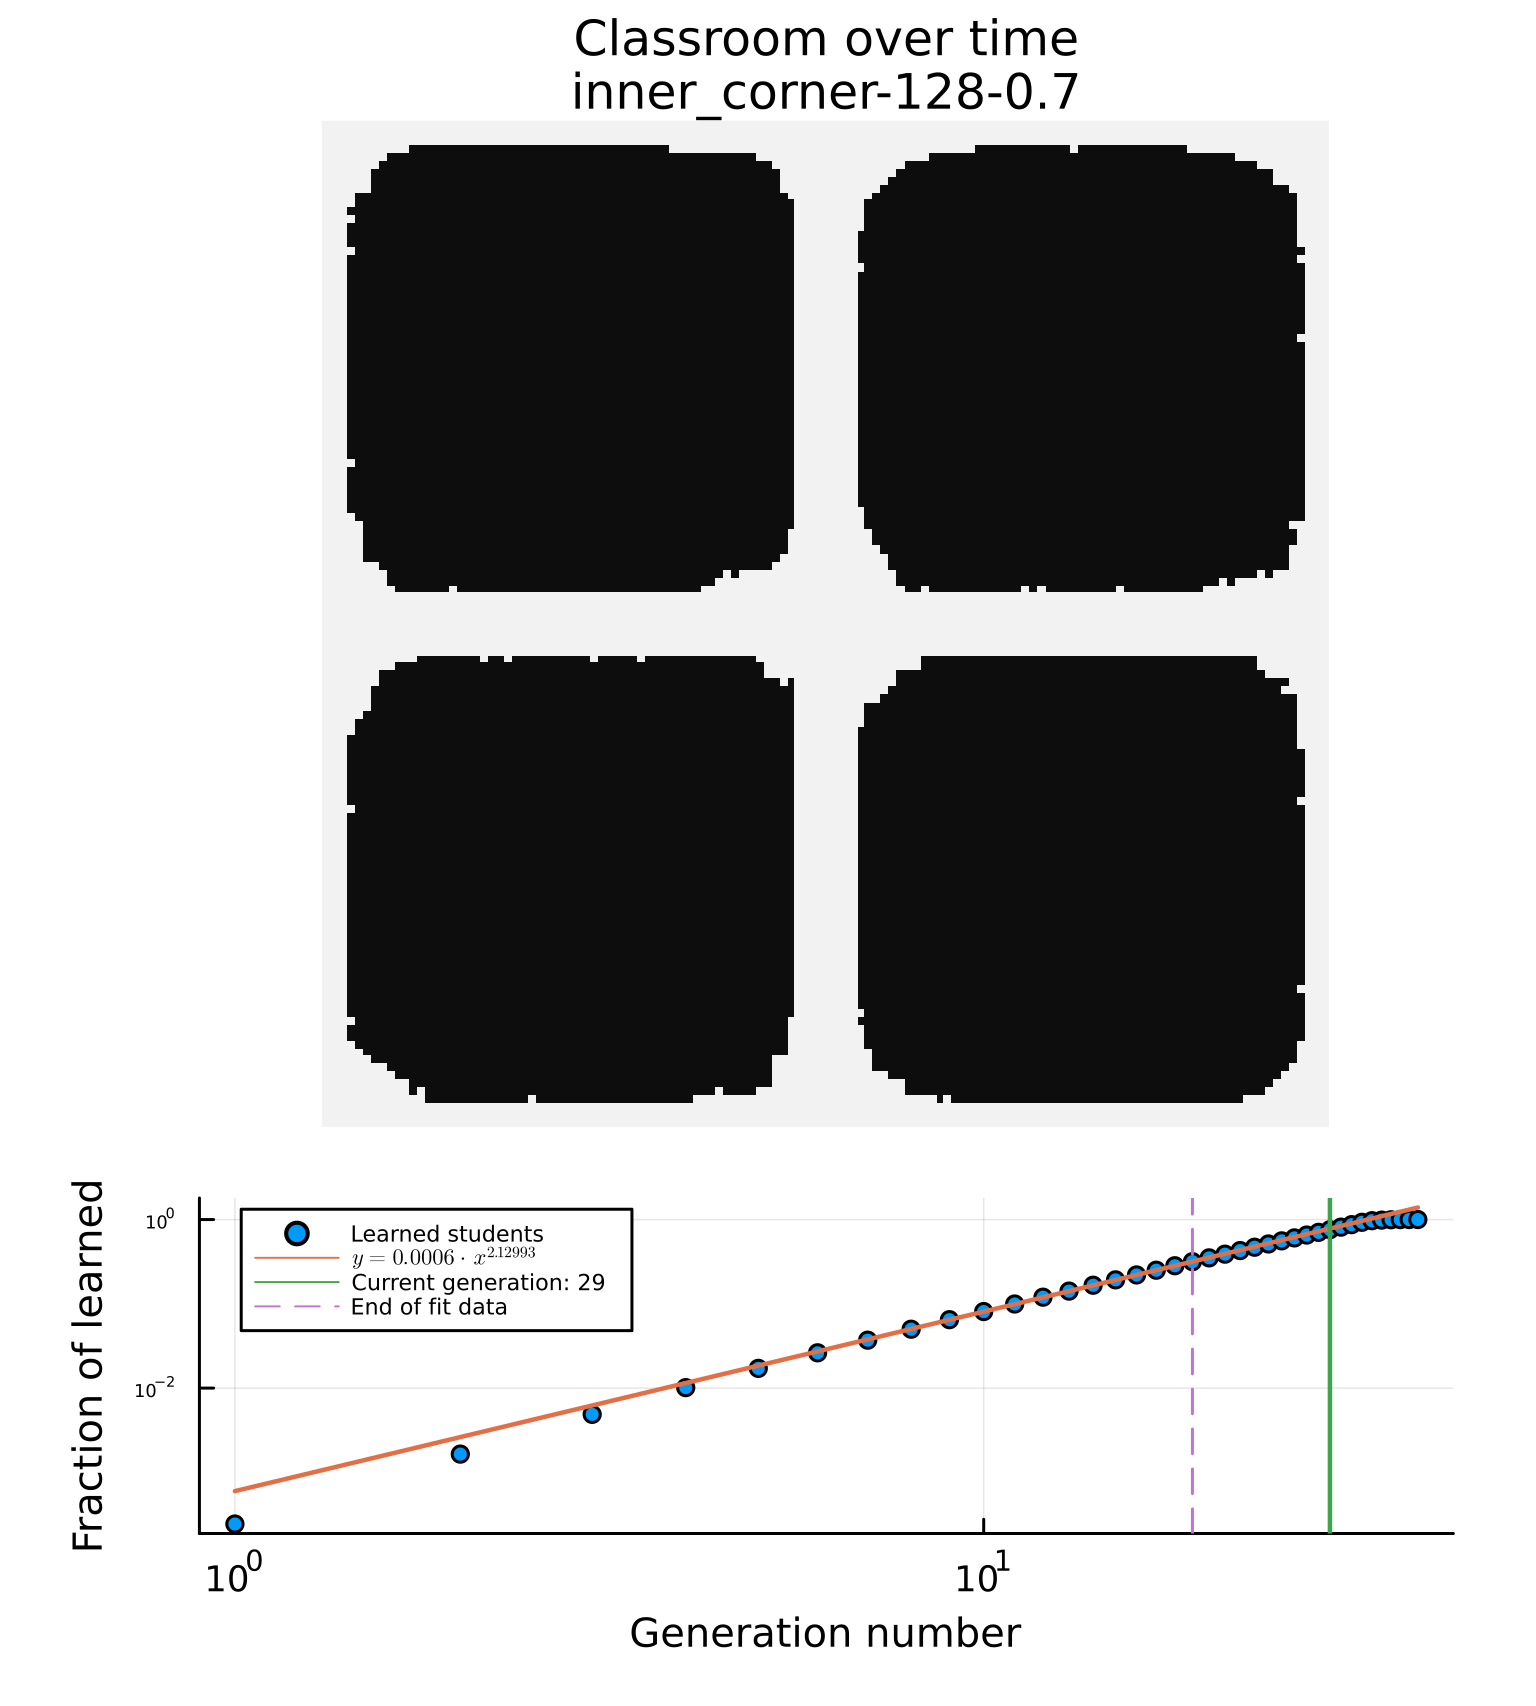 Classroom over time
inner_corner-128-0.7
Fraction of learned
10^0
10^−2
Learned students
y = 0.0006 · x^2.12993
Current generation: 29
End of fit data
10^0
10^1
Generation number